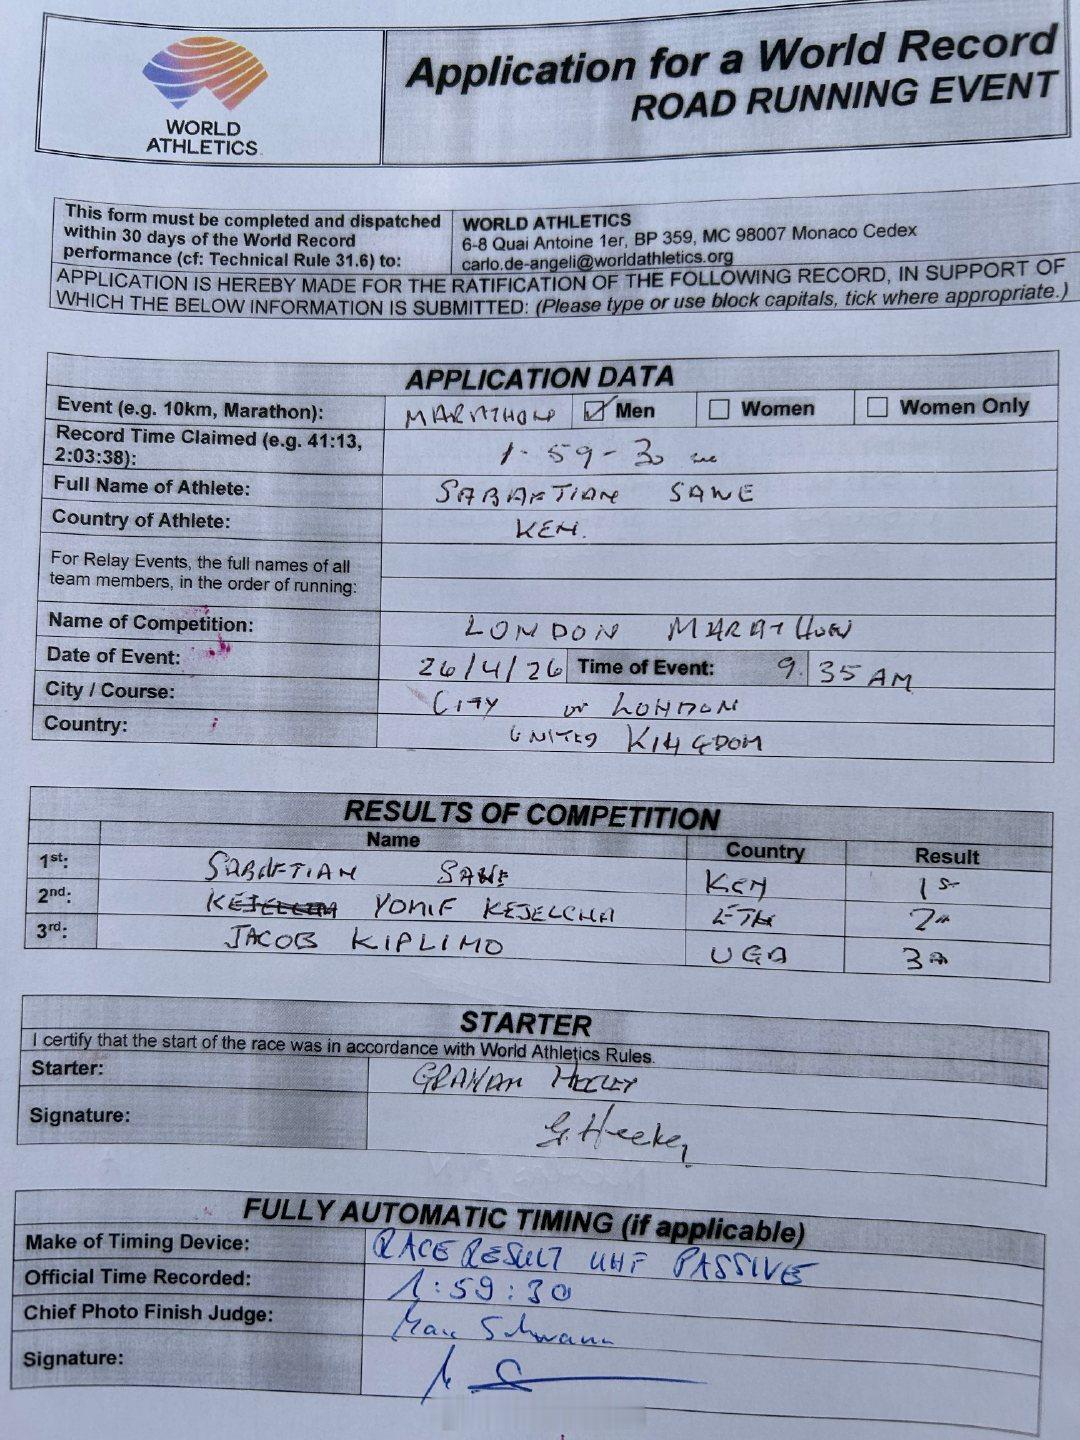 WORLD
ATHLETICS
Application for a World Record
ROAD RUNNING EVENT
This form must be completed and dispatched
within 30 days of the World Record
performance (cf: Technical Rule 31.6) to:
WORLD ATHLETICS
6-8 Quai Antoine 1er, BP 359, MC 98007 Monaco Cedex
carlo.de-angeli@worldathletics.org
APPLICATION IS HEREBY MADE FOR THE RATIFICATION OF THE FOLLOWING RECORD, IN SUPPORT OF
WHICH THE BELOW INFORMATION IS SUBMITTED: (Please type or use block capitals, tick where appropriate.)
APPLICATION DATA
Event (e.g. 10km, Marathon): MARATHON Men Women Women Only
Record Time Claimed (e.g. 41:13,
2:03:38): 1-59-30
Full Name of Athlete: SABAFTIAN SAWE
Country of Athlete: KEN.
For Relay Events, the full names of all
team members, in the order of running:
Name of Competition: LONDON MARATHON
Date of Event: 26/4/26 Time of Event: 9.35 AM
City / Course: CITY OF LONDON
Country: UNITED KINGDOM
RESULTS OF COMPETITION
Name Country Result
1st: SABAFTIAN SAWE KEN 1st
2nd: YOMIF KEJELCHA ETH 2nd
3rd: JACOB KIPLIMO UGA 3rd
STARTER
I certify that the start of the race was in accordance with World Athletics Rules.
Starter: GRAHAM
Signature: G. Heeley
FULLY AUTOMATIC TIMING (if applicable)
Make of Timing Device: RACE RESULT UHF PASSIVE
Official Time Recorded: 1:59:30
Chief Photo Finish Judge: Marc Schwann
Signature: